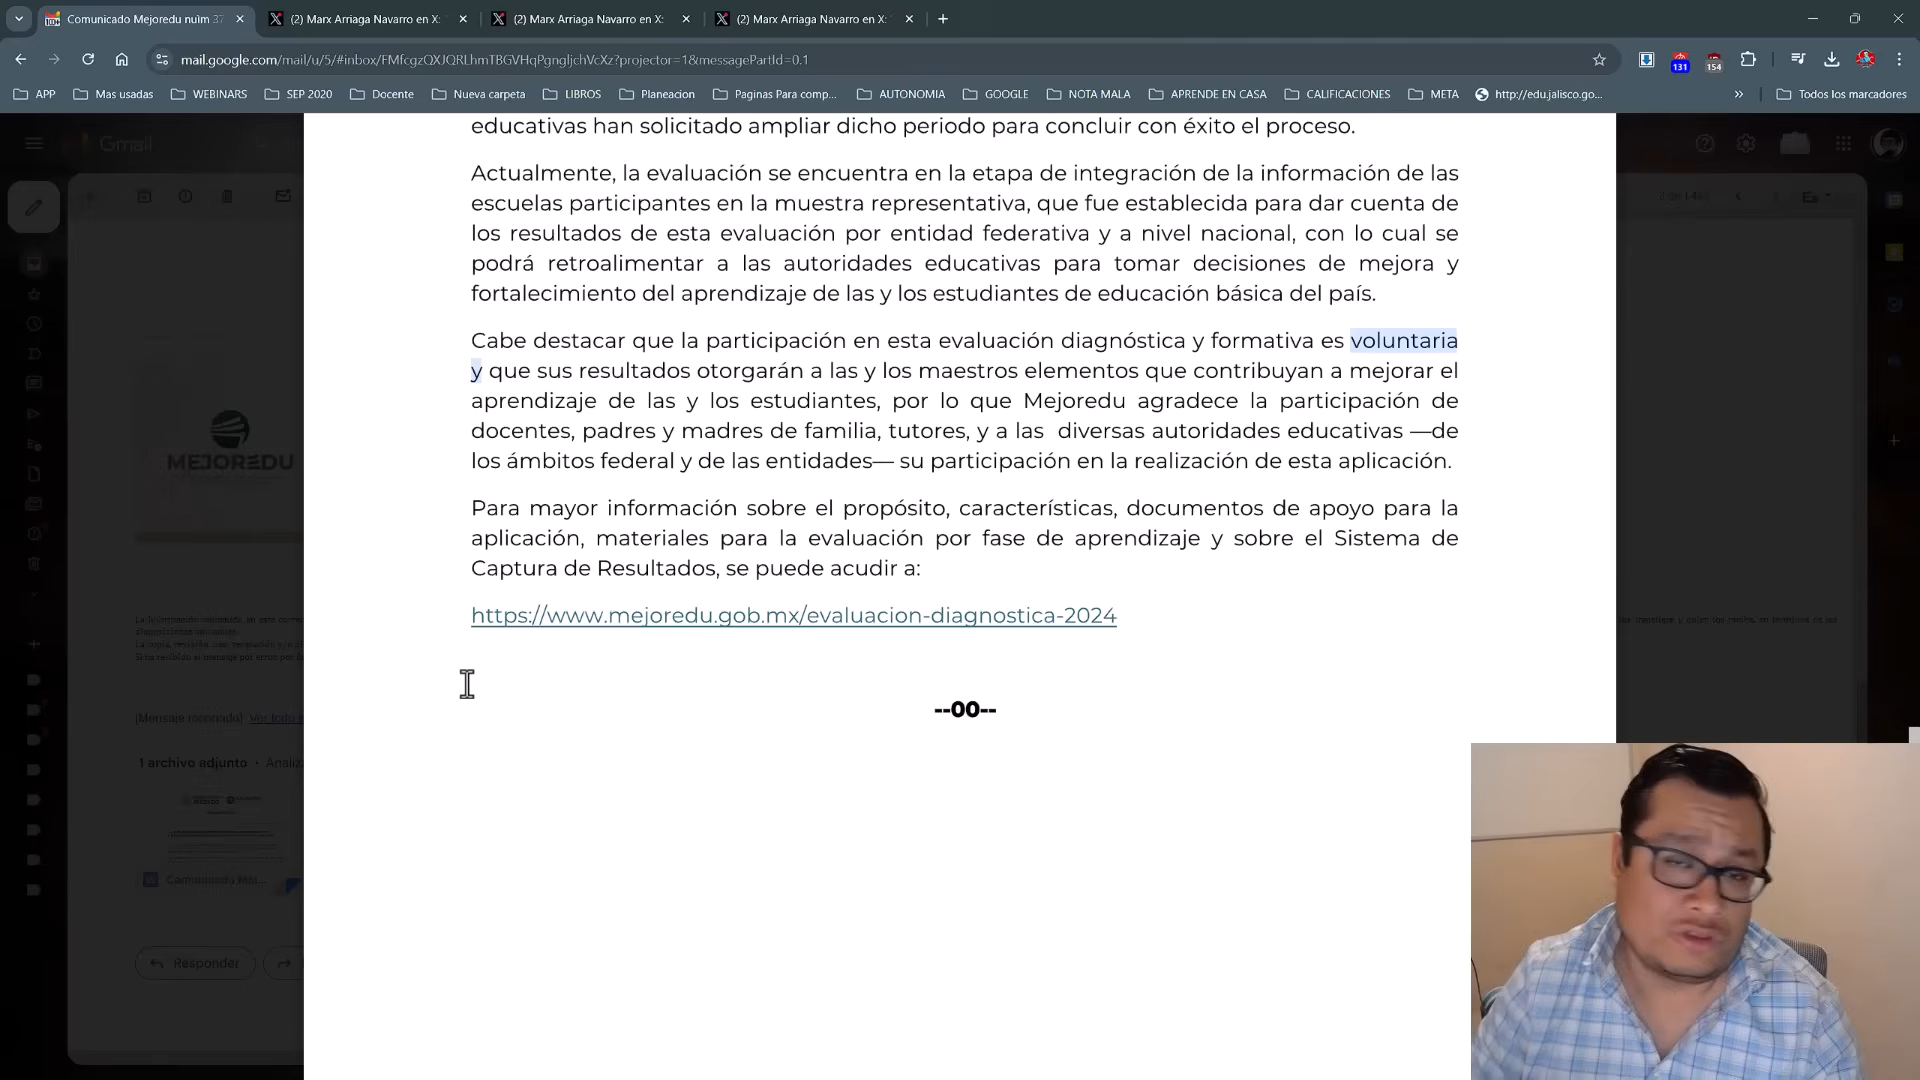 Comunicado Mejoredu nuìm 37
(2) Marx Arriaga Navarro en X:
(2) Marx Arriaga Navarro en X:
(2) Marx Arriaga Navarro en X:
mail.google.com/mail/u/5/#inbox/FMfcgzQXJQRLhmTBGVHqPgngljchVcXz?projector=1&messagePartId=0.1
131
154
APP
Mas usadas
WEBINARS
SEP 2020
Docente
Nueva carpeta
LIBROS
Planeacion
Paginas Para comp...
AUTONOMIA
GOOGLE
NOTA MALA
APRENDE EN CASA
CALIFICACIONES
META
http://edu.jalisco.go...
Todos los marcadores
Gmail
educativas han solicitado ampliar dicho periodo para concluir con éxito el proceso.
Actualmente, la evaluación se encuentra en la etapa de integración de la información de las
escuelas participantes en la muestra representativa, que fue establecida para dar cuenta de
los resultados de esta evaluación por entidad federativa y a nivel nacional, con lo cual se
podrá retroalimentar a las autoridades educativas para tomar decisiones de mejora y
fortalecimiento del aprendizaje de las y los estudiantes de educación básica del país.
Cabe destacar que la participación en esta evaluación diagnóstica y formativa es voluntaria
y que sus resultados otorgarán a las y los maestros elementos que contribuyan a mejorar el
aprendizaje de las y los estudiantes, por lo que Mejoredu agradece la participación de
docentes, padres y madres de familia, tutores, y a las diversas autoridades educativas —de
los ámbitos federal y de las entidades— su participación en la realización de esta aplicación.
Para mayor información sobre el propósito, características, documentos de apoyo para la
aplicación, materiales para la evaluación por fase de aprendizaje y sobre el Sistema de
Captura de Resultados, se puede acudir a:
https://www.mejoredu.gob.mx/evaluacion-diagnostica-2024
--00--
MEJOREDU
[Mensaje recortado] Ver todo
1 archivo adjunto • Analiz
Comunicado Mej...
Responder